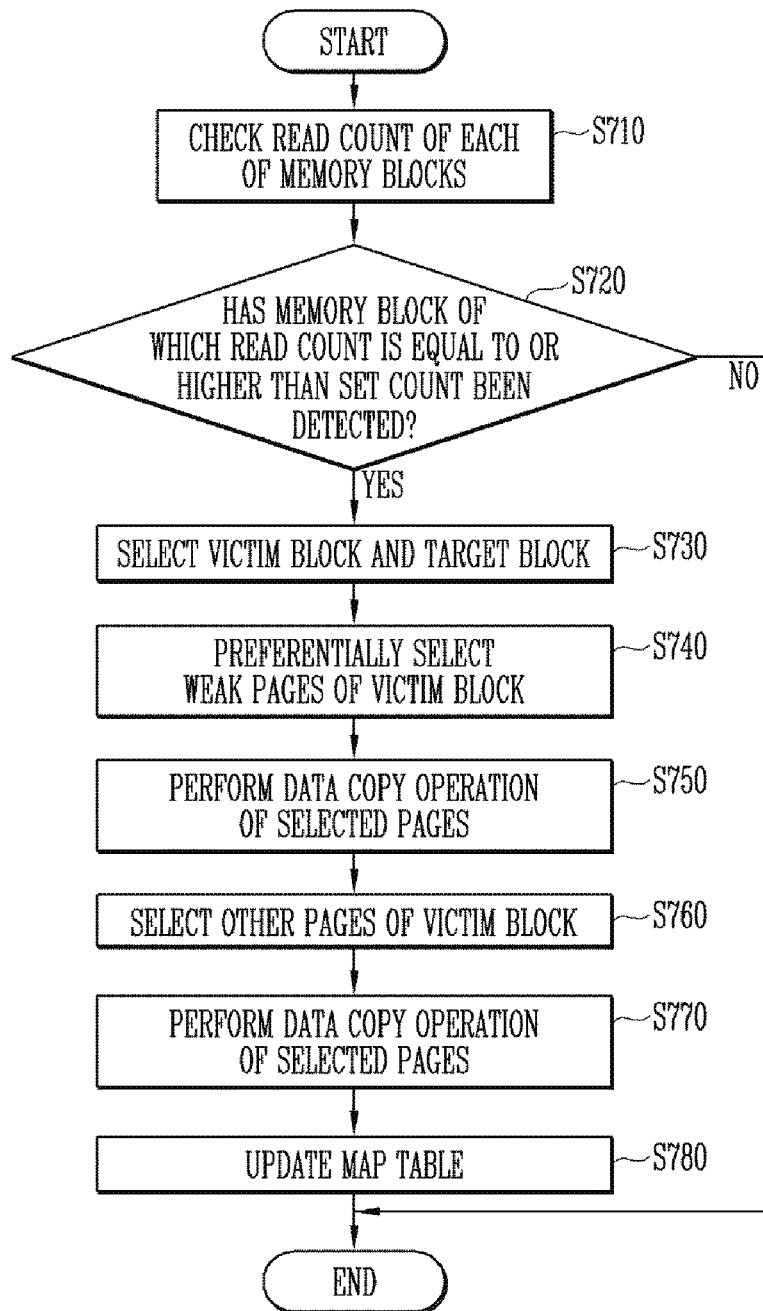 START
CHECK READ COUNT OF EACH
OF MEMORY BLOCKS
S710
S720
HAS MEMORY BLOCK OF
WHICH READ COUNT IS EQUAL TO OR
HIGHER THAN SET COUNT BEEN
DETECTED?
NO
YES
SELECT VICTIM BLOCK AND TARGET BLOCK
S730
PREFERENTIALLY SELECT
WEAK PAGES OF VICTIM BLOCK
S740
PERFORM DATA COPY OPERATION
OF SELECTED PAGES
S750
SELECT OTHER PAGES OF VICTIM BLOCK
S760
PERFORM DATA COPY OPERATION
OF SELECTED PAGES
S770
UPDATE MAP TABLE
S780
END